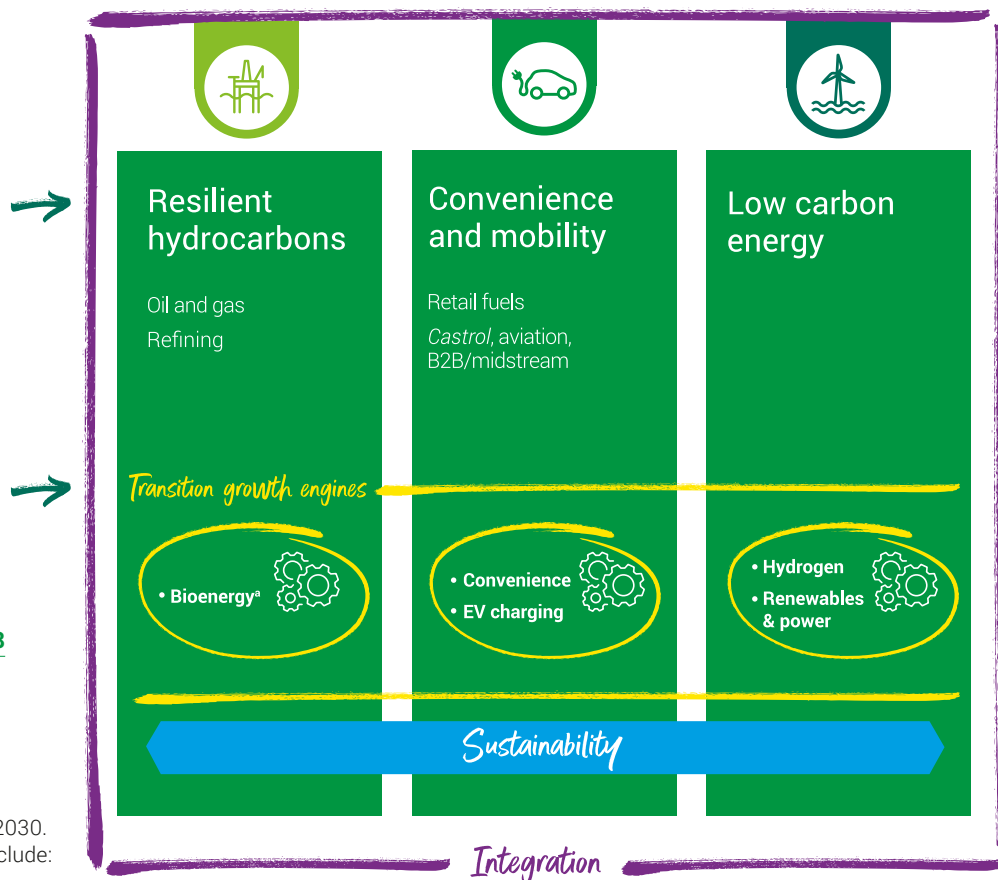 Resilient
hydrocarbons
Oil and gas
Refining
Convenience
and mobility
Retail fuels
Castrol, aviation,
B2B/midstream
Low carbon
energy
Transition growth engines
• Bioenergyᵃ
• Convenience
• EV charging
• Hydrogen
• Renewables
& power
Sustainability
2030.
clude:
Integration